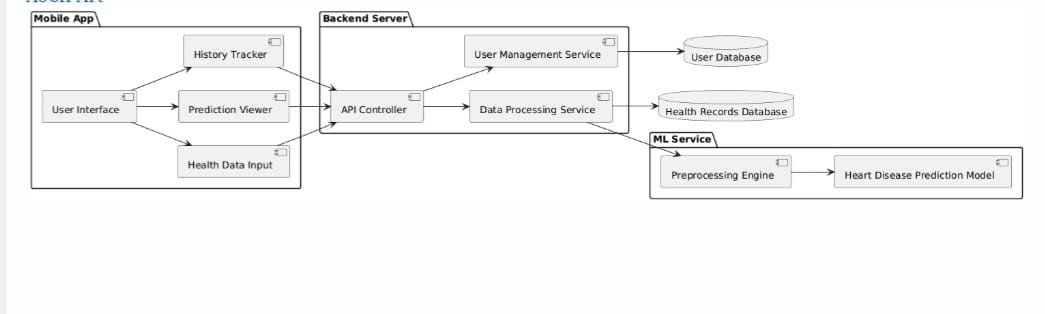 Mobile App
History Tracker
User Interface
Prediction Viewer
Health Data Input
Backend Server
User Management Service
API Controller
Data Processing Service
User Database
Health Records Database
ML Service
Preprocessing Engine
Heart Disease Prediction Model